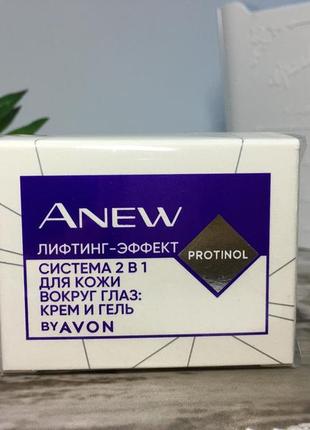 ANEW
ЛИФТИНГ-ЭФФЕКТ
PROTINOL
СИСТЕМА 2 В 1
ДЛЯ КОЖИ
ВОКРУГ ГЛАЗ:
КРЕМ И ГЕЛЬ
BY AVON